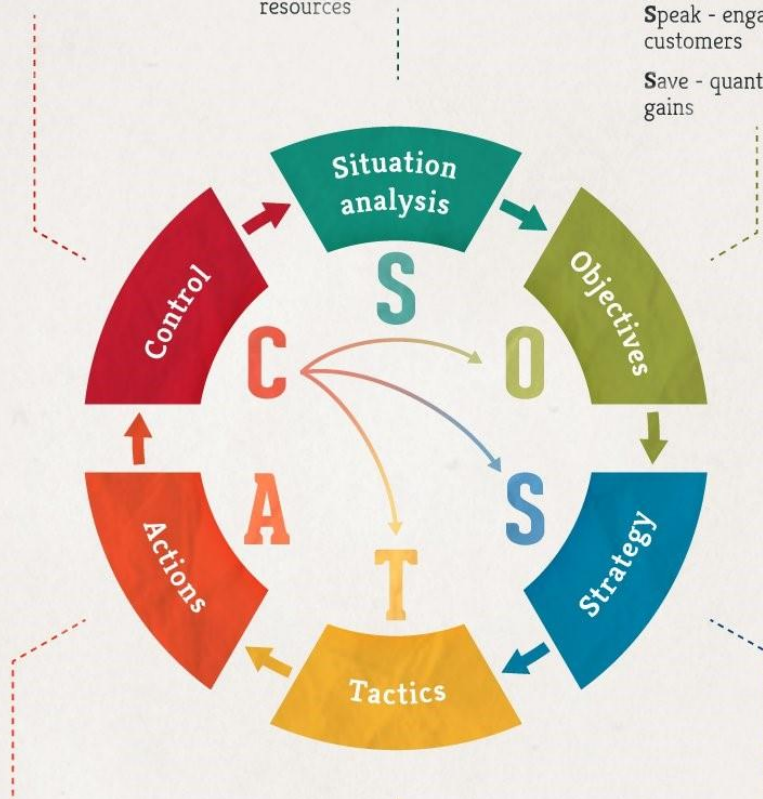 resources
Speak - enga
customers
Save - quant
gains
Situation
analysis
Objectives
Strategy
Tactics
Actions
Control
S
O
S
T
A
C